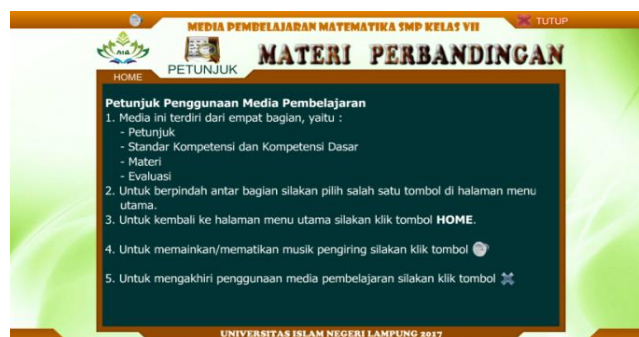 MEDIA PEMBELAJARAN MATEMATIKA SMP KELAS VII
TUTUP
MATERI PERBANDINGAN
PETUNJUK
HOME
Petunjuk Penggunaan Media Pembelajaran
1. Media ini terdiri dari empat bagian, yaitu :
- Petunjuk
- Standar Kompetensi dan Kompetensi Dasar
- Materi
- Evaluasi
2. Untuk berpindah antar bagian silakan pilih salah satu tombol di halaman menu
utama.
3. Untuk kembali ke halaman menu utama silakan klik tombol HOME.
4. Untuk memainkan/mematikan musik pengiring silakan klik tombol
5. Untuk mengakhiri penggunaan media pembelajaran silakan klik tombol
UNIVERSITAS ISLAM NEGERI LAMPUNG 2017